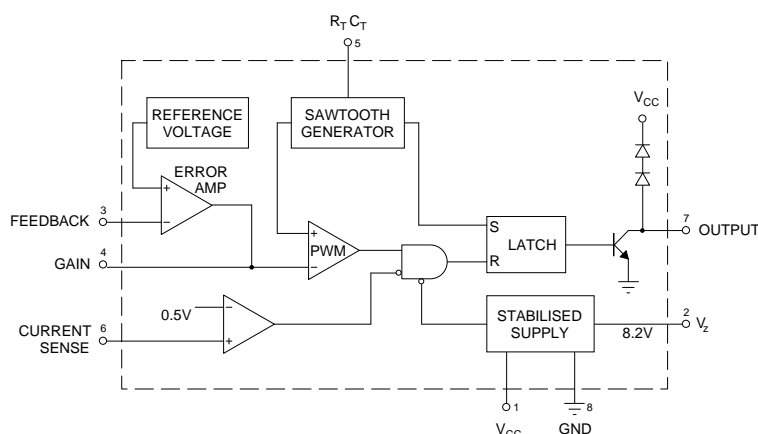 R_T C_T
5
REFERENCE
VOLTAGE
SAWTOOTH
GENERATOR
V_CC
ERROR
AMP
+
−
FEEDBACK
3
GAIN
4
+
−
PWM
S
R
LATCH
7
OUTPUT
0.5V
−
+
CURRENT
SENSE
6
STABILISED
SUPPLY
8.2V
2
V_z
1
8
V_CC
GND